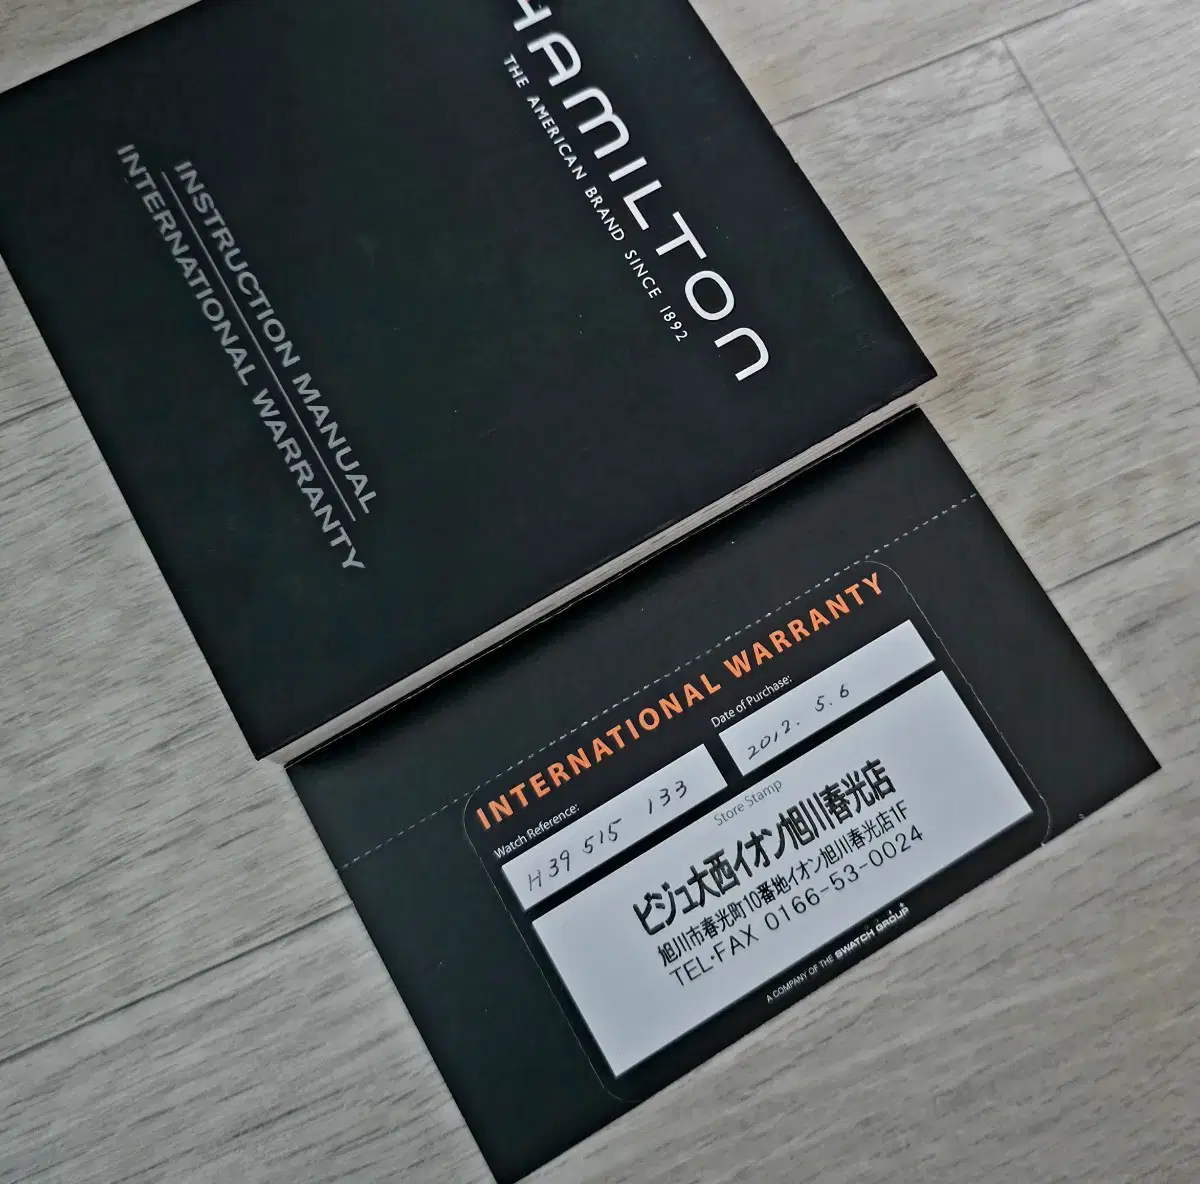 HAMILTON
THE AMERICAN BRAND SINCE 1892
INSTRUCTION MANUAL
INTERNATIONAL WARRANTY
INTERNATIONAL WARRANTY
Watch Reference:
Date of Purchase:
H39 515 133
2012. 5. 6
Store Stamp
ビジュ大西イオン旭川春光店
旭川市春光町10番地イオン旭川春光店1F
TEL・FAX 0166-53-0024
A COMPANY OF THE SWATCH GROUP